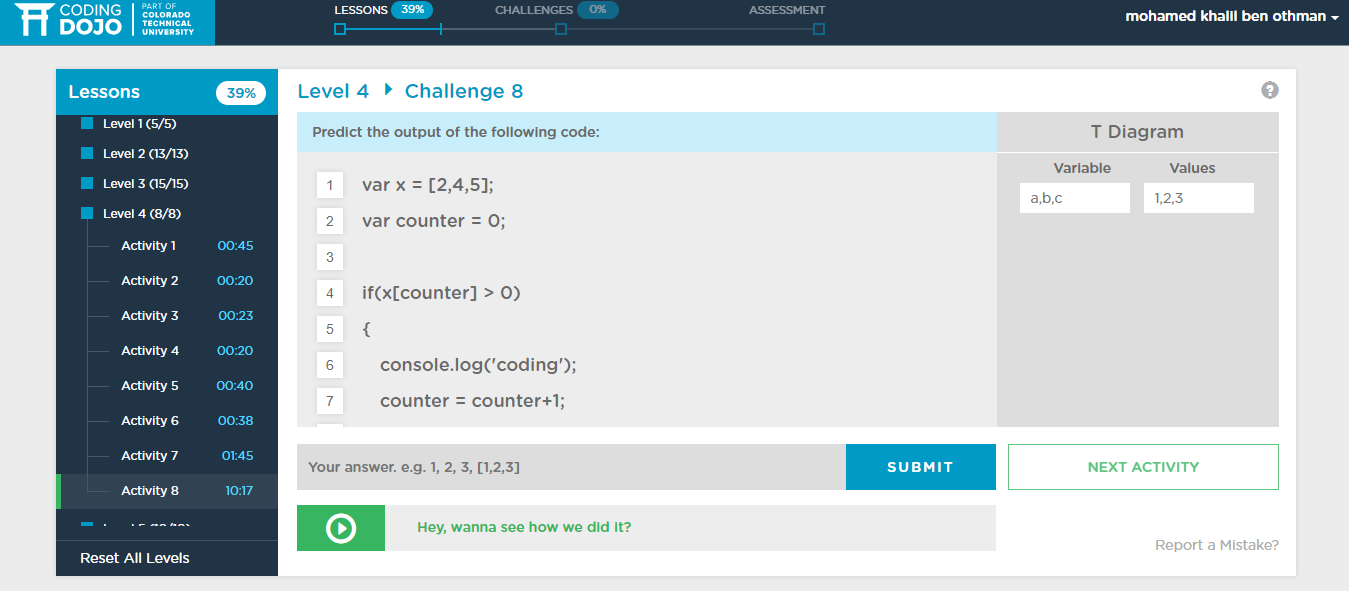 CODING
DOJO
PART OF
COLORADO
TECHNICAL
UNIVERSITY
LESSONS 39% CHALLENGES 0% ASSESSMENT
mohamed khalil ben othman
Lessons 39%
Level 1 (5/5)
Level 2 (13/13)
Level 3 (15/15)
Level 4 (8/8)
Activity 1 00:45
Activity 2 00:20
Activity 3 00:23
Activity 4 00:20
Activity 5 00:40
Activity 6 00:38
Activity 7 01:45
Activity 8 10:17
Reset All Levels
Level 4 Challenge 8 ?
Predict the output of the following code:
1 var x = [2,4,5];
2 var counter = 0;
3
4 if(x[counter] > 0)
5 {
6 console.log('coding');
7 counter = counter+1;
T Diagram
Variable Values
a,b,c 1,2,3
Your answer. e.g. 1, 2, 3, [1,2,3] SUBMIT NEXT ACTIVITY
Hey, wanna see how we did it?
Report a Mistake?